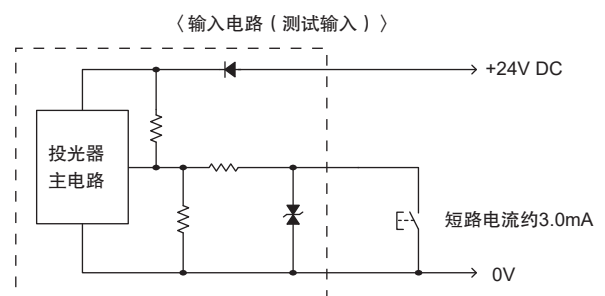 〈 输入电路 ( 测试输入 ) 〉
+24V DC
投光器
主电路
短路电流约3.0mA
0V